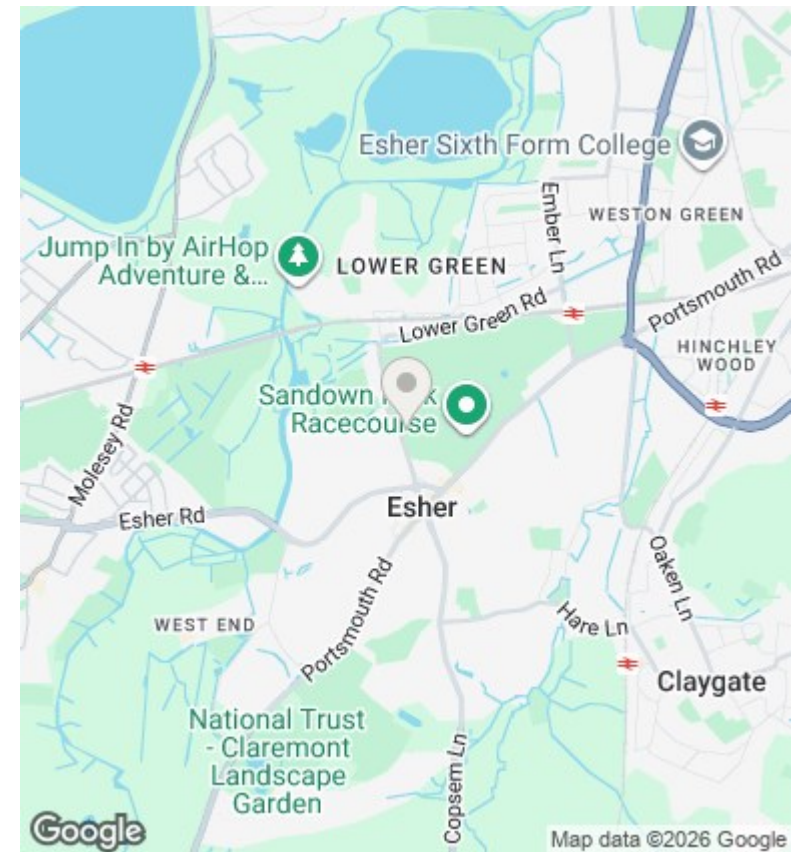 Esher Sixth Form College
WESTON GREEN
Ember Ln
Jump In by AirHop
Adventure &...
LOWER GREEN
Portsmouth Rd
Lower Green Rd
HINCHLEY
WOOD
Sandown
Racecourse
Molesey Rd
Esher
Esher Rd
Oaken Ln
Portsmouth Rd
Hare Ln
WEST END
Claygate
National Trust
- Claremont
Landscape
Garden
Copsem Ln
Google
Map data ©2026 Google